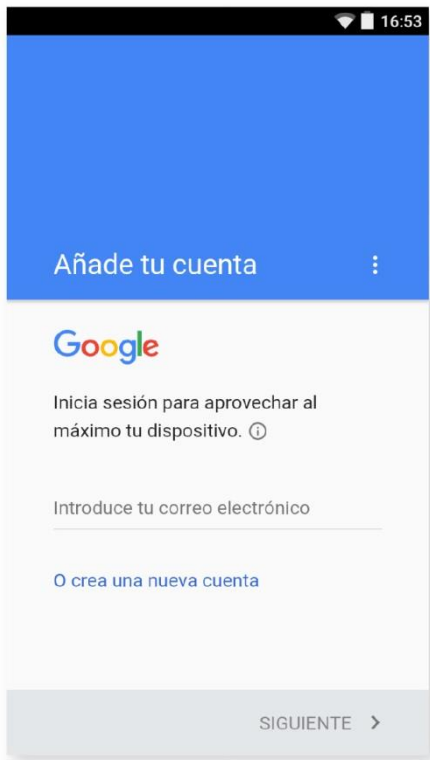 16:53
Añade tu cuenta
Google
Inicia sesión para aprovechar al
máximo tu dispositivo.
Introduce tu correo electrónico
O crea una nueva cuenta
SIGUIENTE